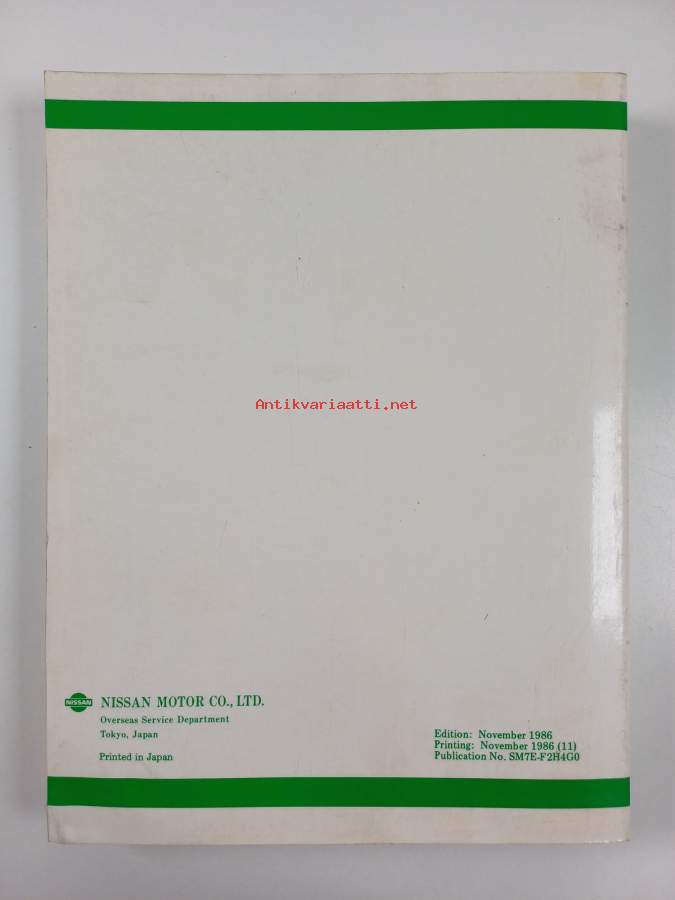 Antikvariaatti.net
NISSAN
NISSAN MOTOR CO., LTD.
Overseas Service Department
Tokyo, Japan
Printed in Japan
Edition: November 1986
Printing: November 1986 (11)
Publication No. SM7E-F2H4G0